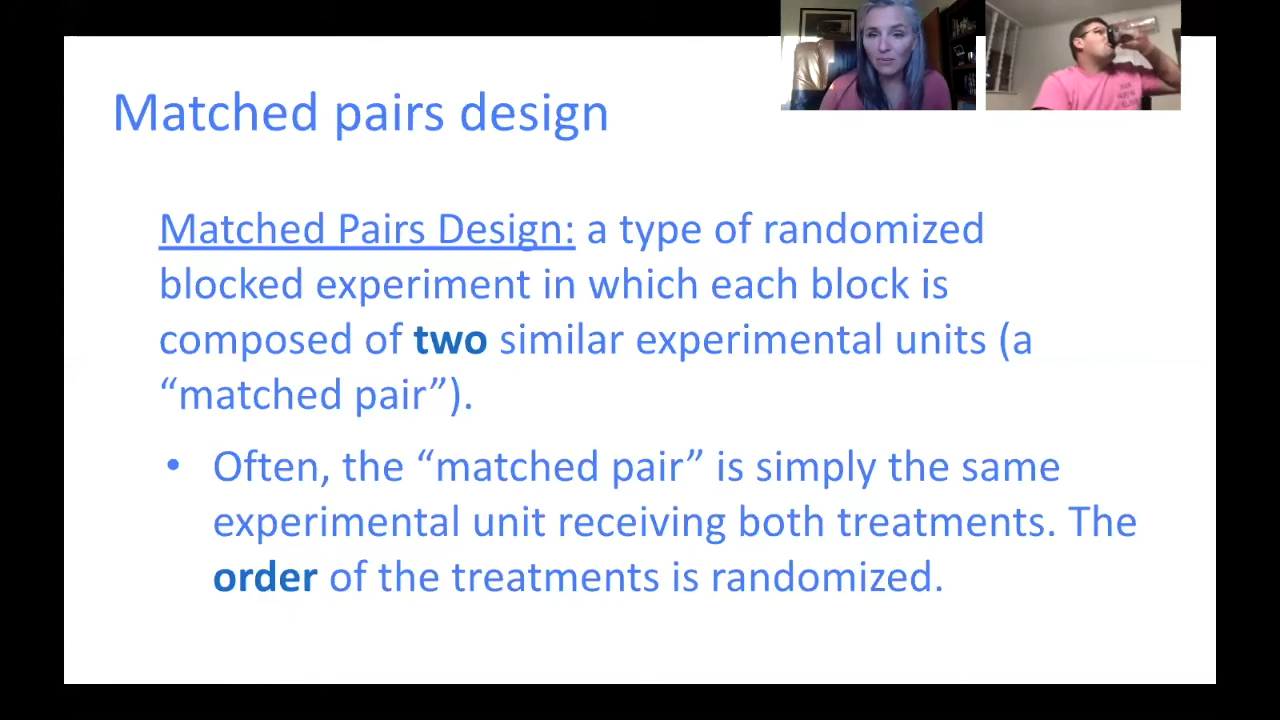 Matched pairs design
Matched Pairs Design: a type of randomized
blocked experiment in which each block is
composed of two similar experimental units (a
“matched pair”).
• Often, the “matched pair” is simply the same
experimental unit receiving both treatments. The
order of the treatments is randomized.